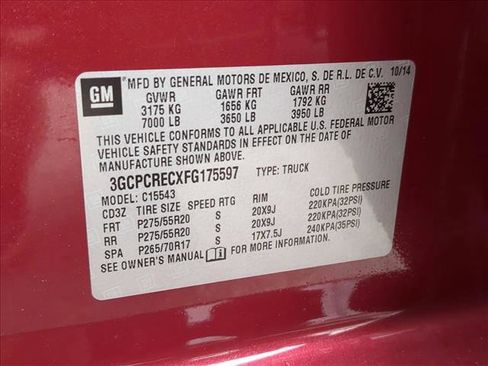 GM
MFD BY GENERAL MOTORS DE MEXICO, S. DE R.L. DE C.V. 10/14
GVWR GAWR FRT GAWR RR
3175 KG 1656 KG 1792 KG
7000 LB 3650 LB 3950 LB
THIS VEHICLE CONFORMS TO ALL APPLICABLE U.S. FEDERAL MOTOR
VEHICLE SAFETY STANDARDS IN EFFECT ON THE DATE OF
MANUFACTURE SHOWN ABOVE.
3GCPCRECXFG175597 TYPE: TRUCK
MODEL: C15543
CD3Z TIRE SIZE SPEED RTG RIM COLD TIRE PRESSURE
FRT P275/55R20 S 20X9J 220KPA(32PSI)
RR P275/55R20 S 20X9J 220KPA(32PSI)
SPA P265/70R17 S 17X7.5J 240KPA(35PSI)
SEE OWNER'S MANUAL FOR MORE INFORMATION.